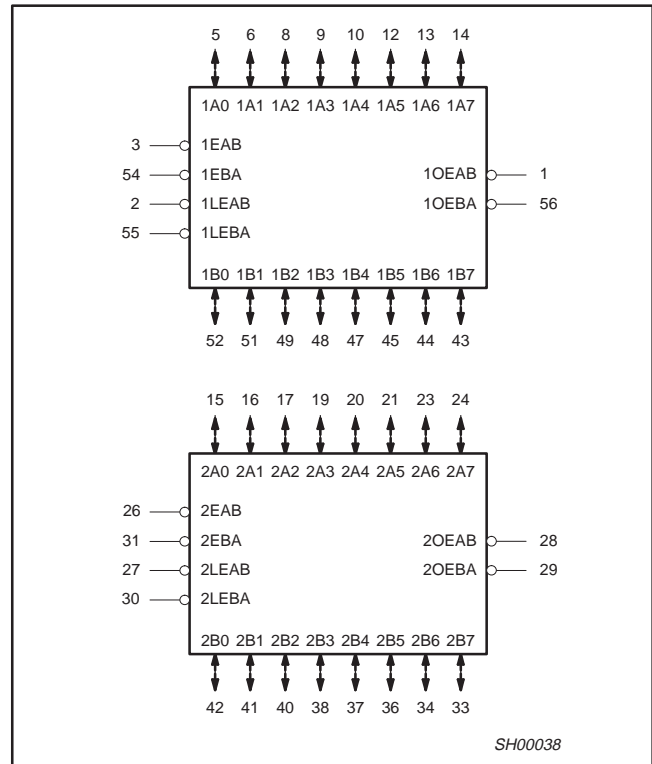 5 6 8 9 10 12 13 14
1A0 1A1 1A2 1A3 1A4 1A5 1A6 1A7
3 1EAB
54 1EBA 1OEAB 1
2 1LEAB 1OEBA 56
55 1LEBA
1B0 1B1 1B2 1B3 1B4 1B5 1B6 1B7
52 51 49 48 47 45 44 43
15 16 17 19 20 21 23 24
2A0 2A1 2A2 2A3 2A4 2A5 2A6 2A7
26 2EAB
31 2EBA 2OEAB 28
27 2LEAB 2OEBA 29
30 2LEBA
2B0 2B1 2B2 2B3 2B4 2B5 2B6 2B7
42 41 40 38 37 36 34 33
SH00038